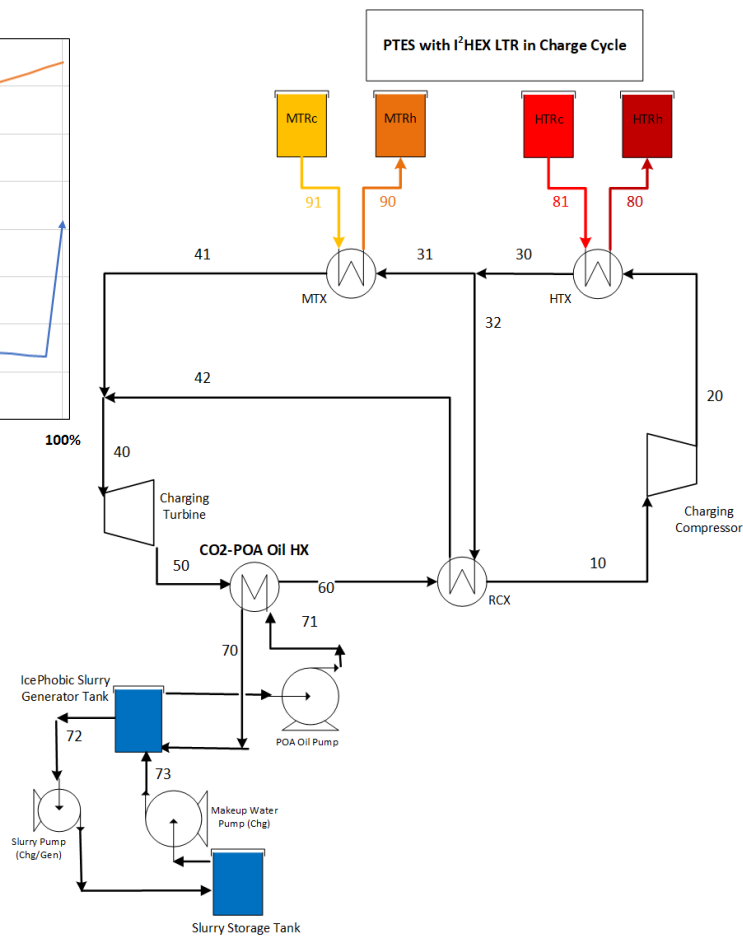 PTES with I²HEX LTR in Charge Cycle
MTRc
MTRh
HTRc
HTRh
91
90
81
80
41
31
30
MTX
HTX
32
42
20
100%
40
Charging
Turbine
Charging
Compressor
CO2-POA Oil HX
50
60
10
RCX
71
70
IcePhobic Slurry
Generator Tank
72
POA Oil Pump
73
Makeup Water
Pump (Chg)
Slurry Pump
(Chg/Gen)
Slurry Storage Tank